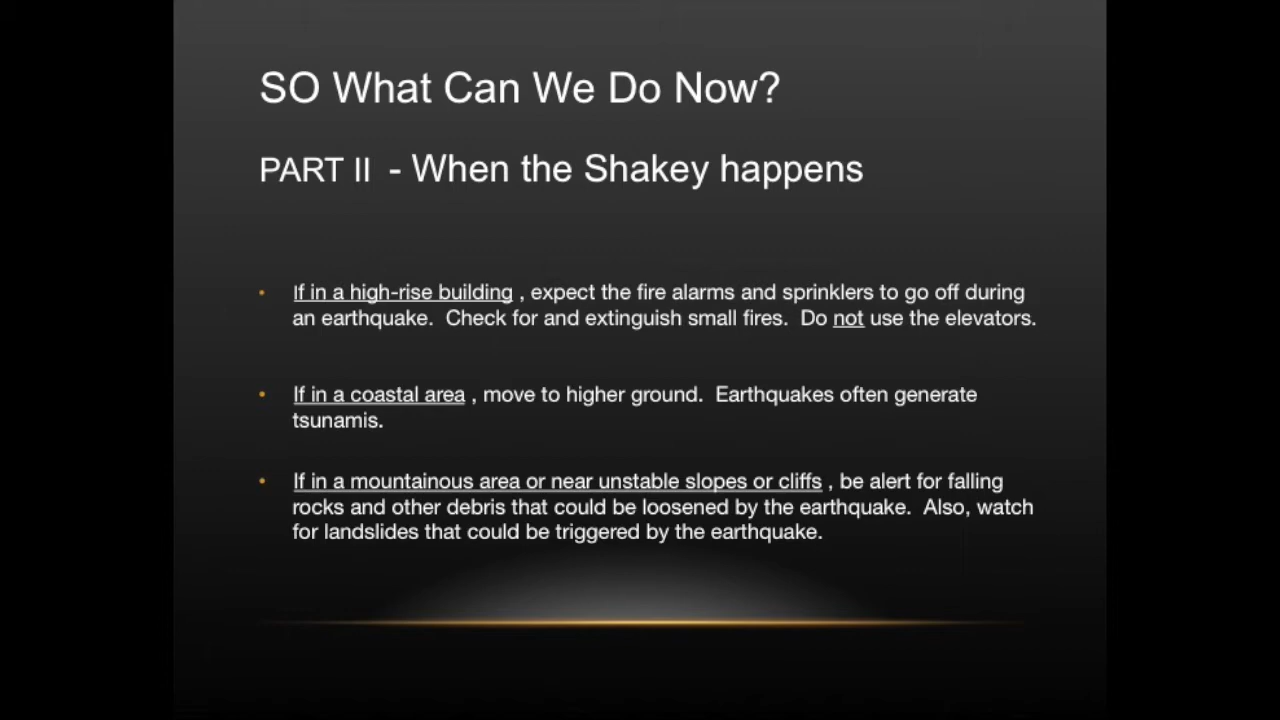 SO What Can We Do Now?
PART II - When the Shakey happens
• If in a high-rise building , expect the fire alarms and sprinklers to go off during
an earthquake. Check for and extinguish small fires. Do not use the elevators.
• If in a coastal area , move to higher ground. Earthquakes often generate
tsunamis.
• If in a mountainous area or near unstable slopes or cliffs , be alert for falling
rocks and other debris that could be loosened by the earthquake. Also, watch
for landslides that could be triggered by the earthquake.